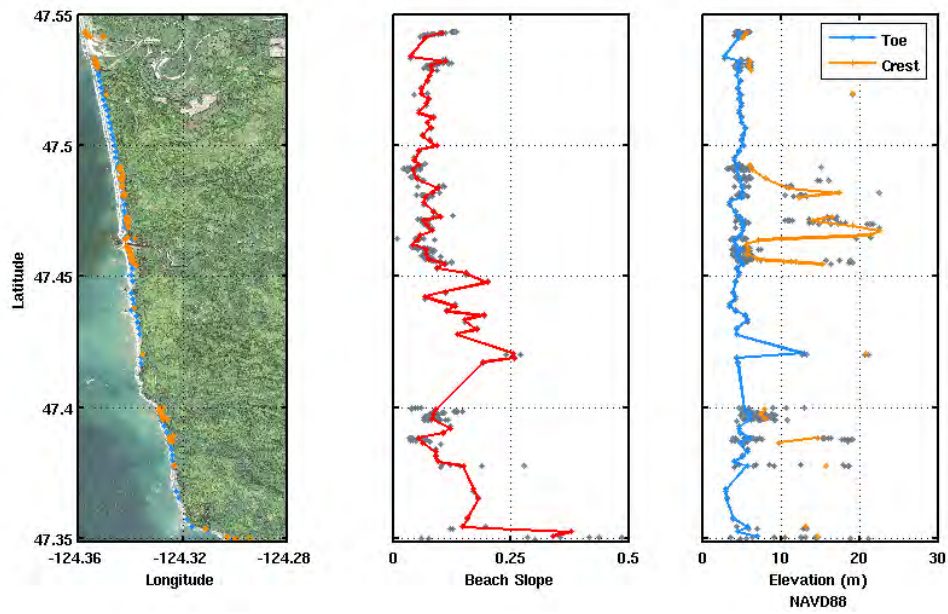 47.55
47.5
47.45
47.4
47.35
Latitude
-124.36
-124.32
-124.28
Longitude
0
0.25
0.5
Beach Slope
Toe
Crest
0
10
20
30
Elevation (m)
NAVD88